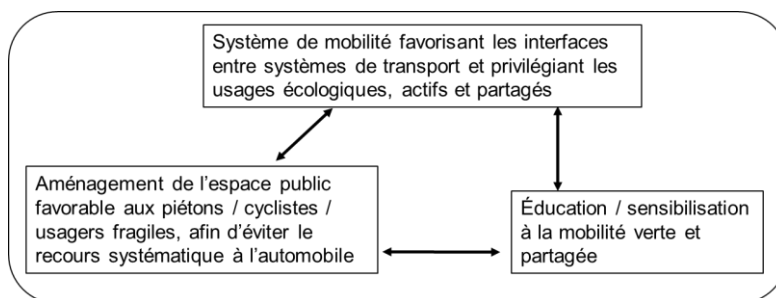 Système de mobilité favorisant les interfaces
entre systèmes de transport et privilégiant les
usages écologiques, actifs et partagés
Aménagement de l’espace public
favorable aux piétons / cyclistes /
usagers fragiles, afin d’éviter le
recours systématique à l’automobile
Éducation / sensibilisation
à la mobilité verte et
partagée